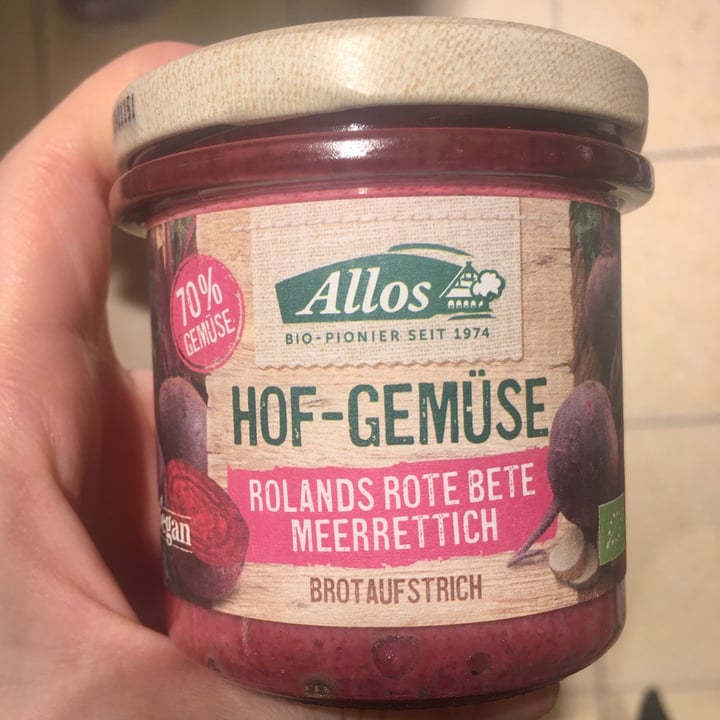 Allos
BIO-PIONIER SEIT 1974
70%
GEMÜSE
HOF-GEMÜSE
ROLANDS ROTE BETE
MEERRETTICH
BROTAUFSTRICH